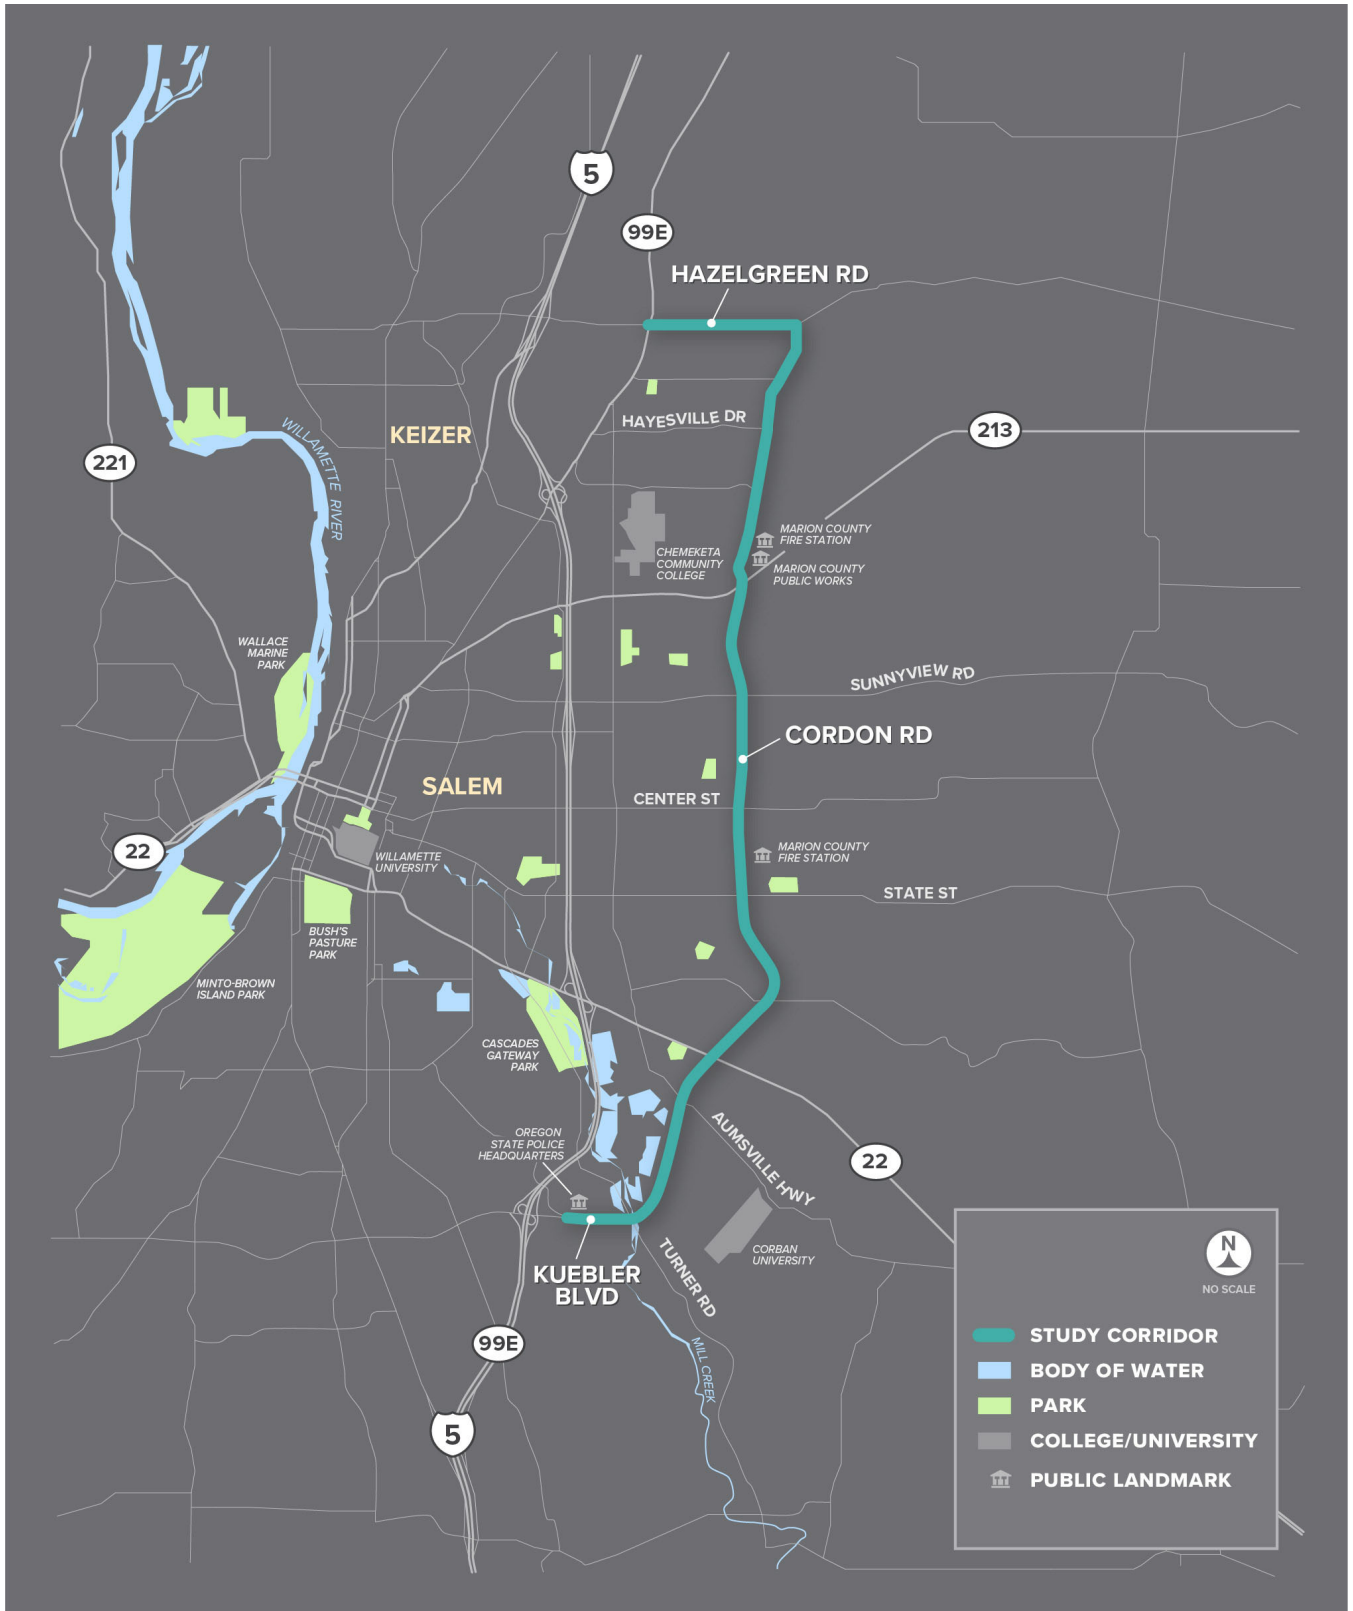 5
99E
HAZELGREEN RD
HAYESVILLE DR
KEIZER
WILLAMETTE RIVER
213
221
MARION COUNTY
FIRE STATION
CHEMEKETA
COMMUNITY
COLLEGE
MARION COUNTY
PUBLIC WORKS
WALLACE
MARINE
PARK
SUNNYVIEW RD
CORDON RD
SALEM
CENTER ST
22
WILLAMETTE
UNIVERSITY
MARION COUNTY
FIRE STATION
STATE ST
BUSH'S
PASTURE
PARK
MINTO-BROWN
ISLAND PARK
CASCADES
GATEWAY
PARK
OREGON
STATE POLICE
HEADQUARTERS
AUMSVILLE HWY
22
CORBAN
UNIVERSITY
TURNER RD
KUEBLER
BLVD
99E
MILL CREEK
5
N
NO SCALE
STUDY CORRIDOR
BODY OF WATER
PARK
COLLEGE/UNIVERSITY
PUBLIC LANDMARK